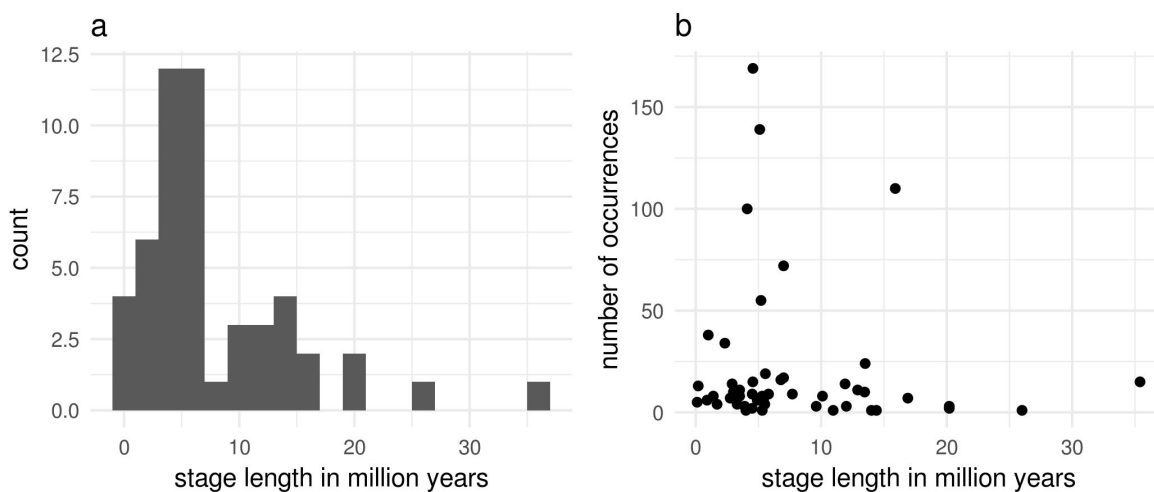 a
12.5
10.0
7.5
5.0
2.5
0.0
count
0 10 20 30
stage length in million years
b
150
100
50
0
number of occurrences
0 10 20 30
stage length in million years